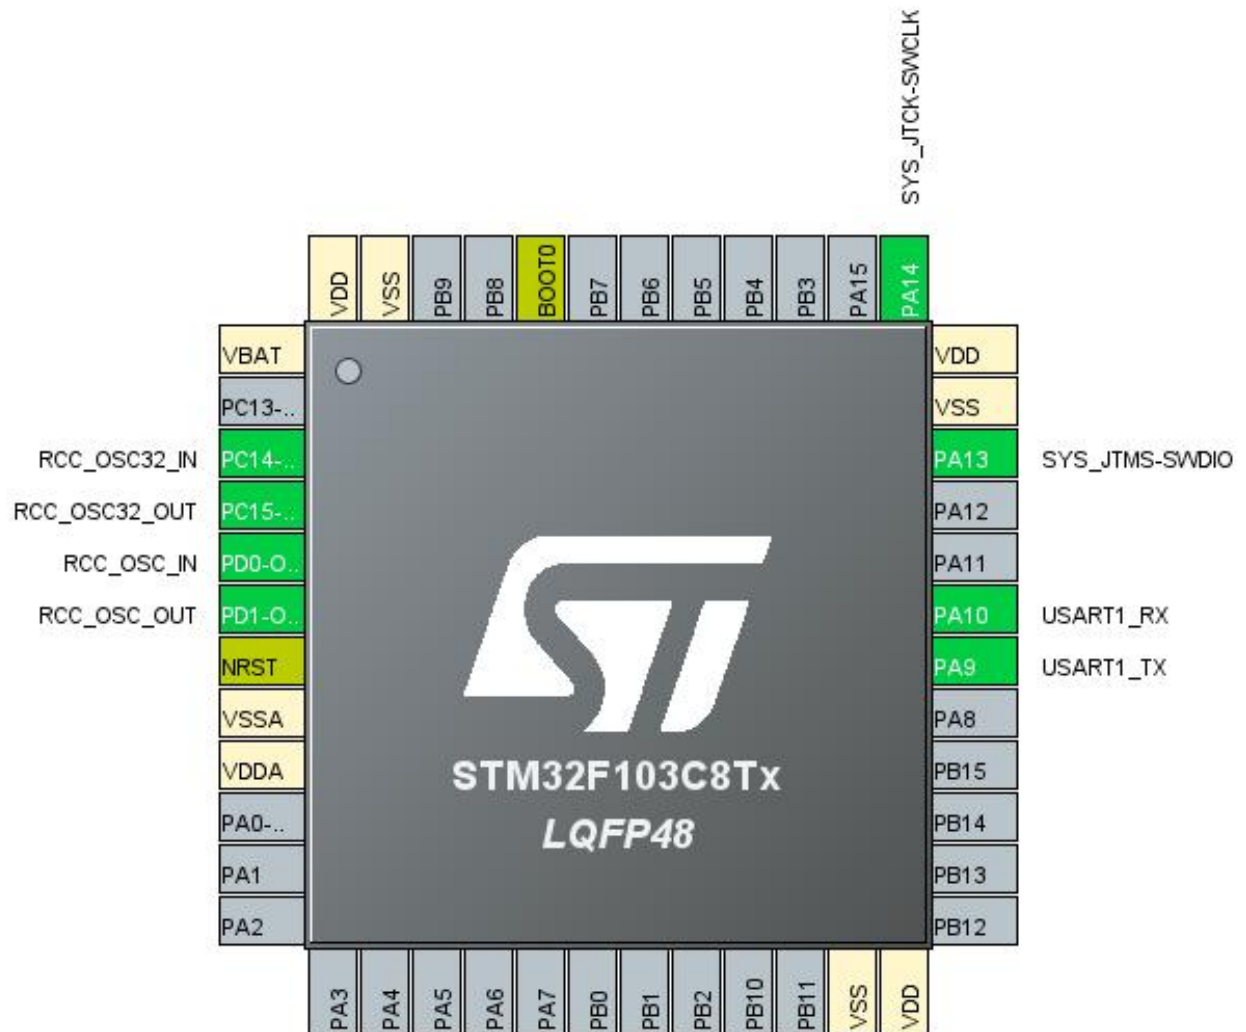 SYS_JTCK-SWCLK
VDD
VSS
PB9
PB8
BOOT0
PB7
PB6
PB5
PB4
PB3
PA15
PA14
VBAT
PC13-..
RCC_OSC32_IN PC14-..
RCC_OSC32_OUT PC15-..
RCC_OSC_IN PD0-O..
RCC_OSC_OUT PD1-O..
NRST
VSSA
VDDA
PA0-..
PA1
PA2
VDD
VSS
PA13 SYS_JTMS-SWDIO
PA12
PA11
PA10 USART1_RX
PA9 USART1_TX
PA8
PB15
PB14
PB13
PB12
ST
STM32F103C8Tx
LQFP48
PA3
PA4
PA5
PA6
PA7
PB0
PB1
PB2
PB10
PB11
VSS
VDD